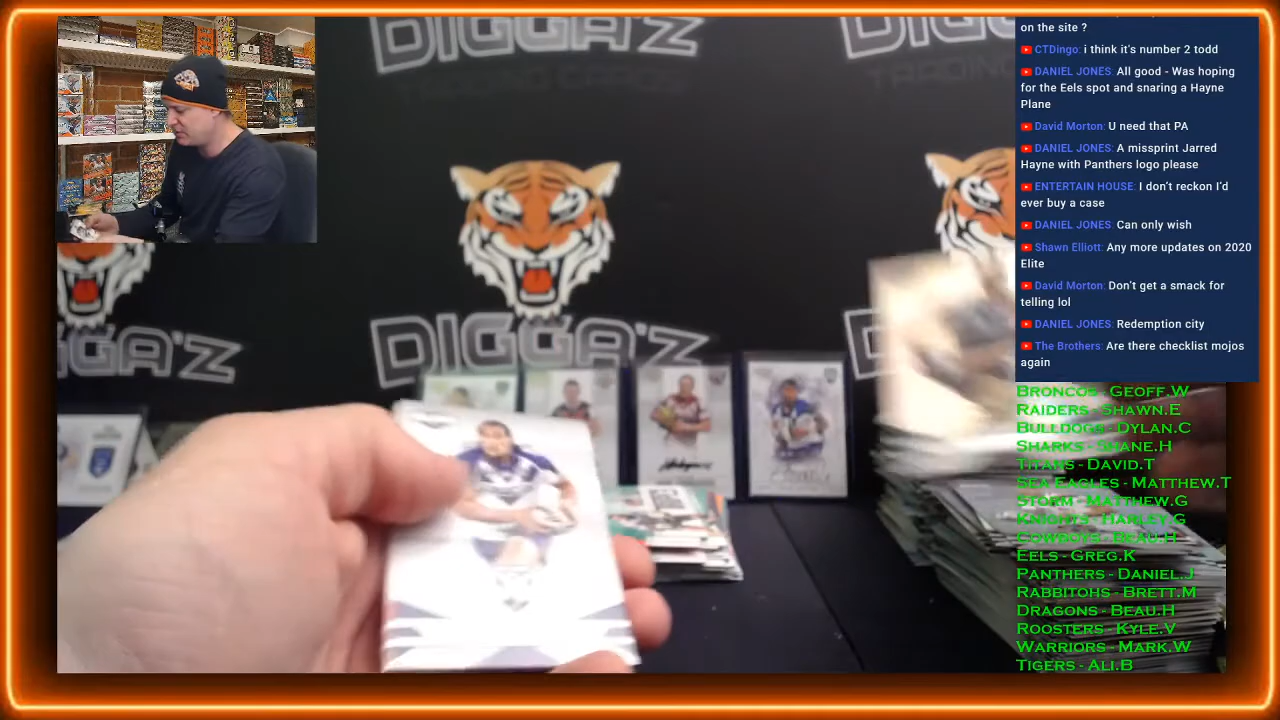 DIGGA'Z
TRADING CARDS
TRADING
DIGGA'Z
on the site ?
CTDingo: i think it's number 2 todd
DANIEL JONES: All good - Was hoping
for the Eels spot and snaring a Hayne
Plane
David Morton: U need that PA
DANIEL JONES: A missprint Jarred
Hayne with Panthers logo please
ENTERTAIN HOUSE: I don't reckon I'd
ever buy a case
DANIEL JONES: Can only wish
Shawn Elliott: Any more updates on 2020
Elite
David Morton: Don't get a smack for
telling lol
DANIEL JONES: Redemption city
The Brothers: Are there checklist mojos
again
BRONCOS - GEOFF.W
RAIDERS - SHAWN.E
BULLDOGS - DYLAN.C
SHARKS - SHANE.H
TITANS - DAVID.T
SEA EAGLES - MATTHEW.T
STORM - MATTHEW.G
KNIGHTS - HARLEY.G
COWBOYS - BEAU.H
EELS - GREG.K
PANTHERS - DANIEL.J
RABBITOHS - BRETT.M
DRAGONS - BEAU.H
ROOSTERS - KYLE.V
WARRIORS - MARK.W
TIGERS - ALI.B